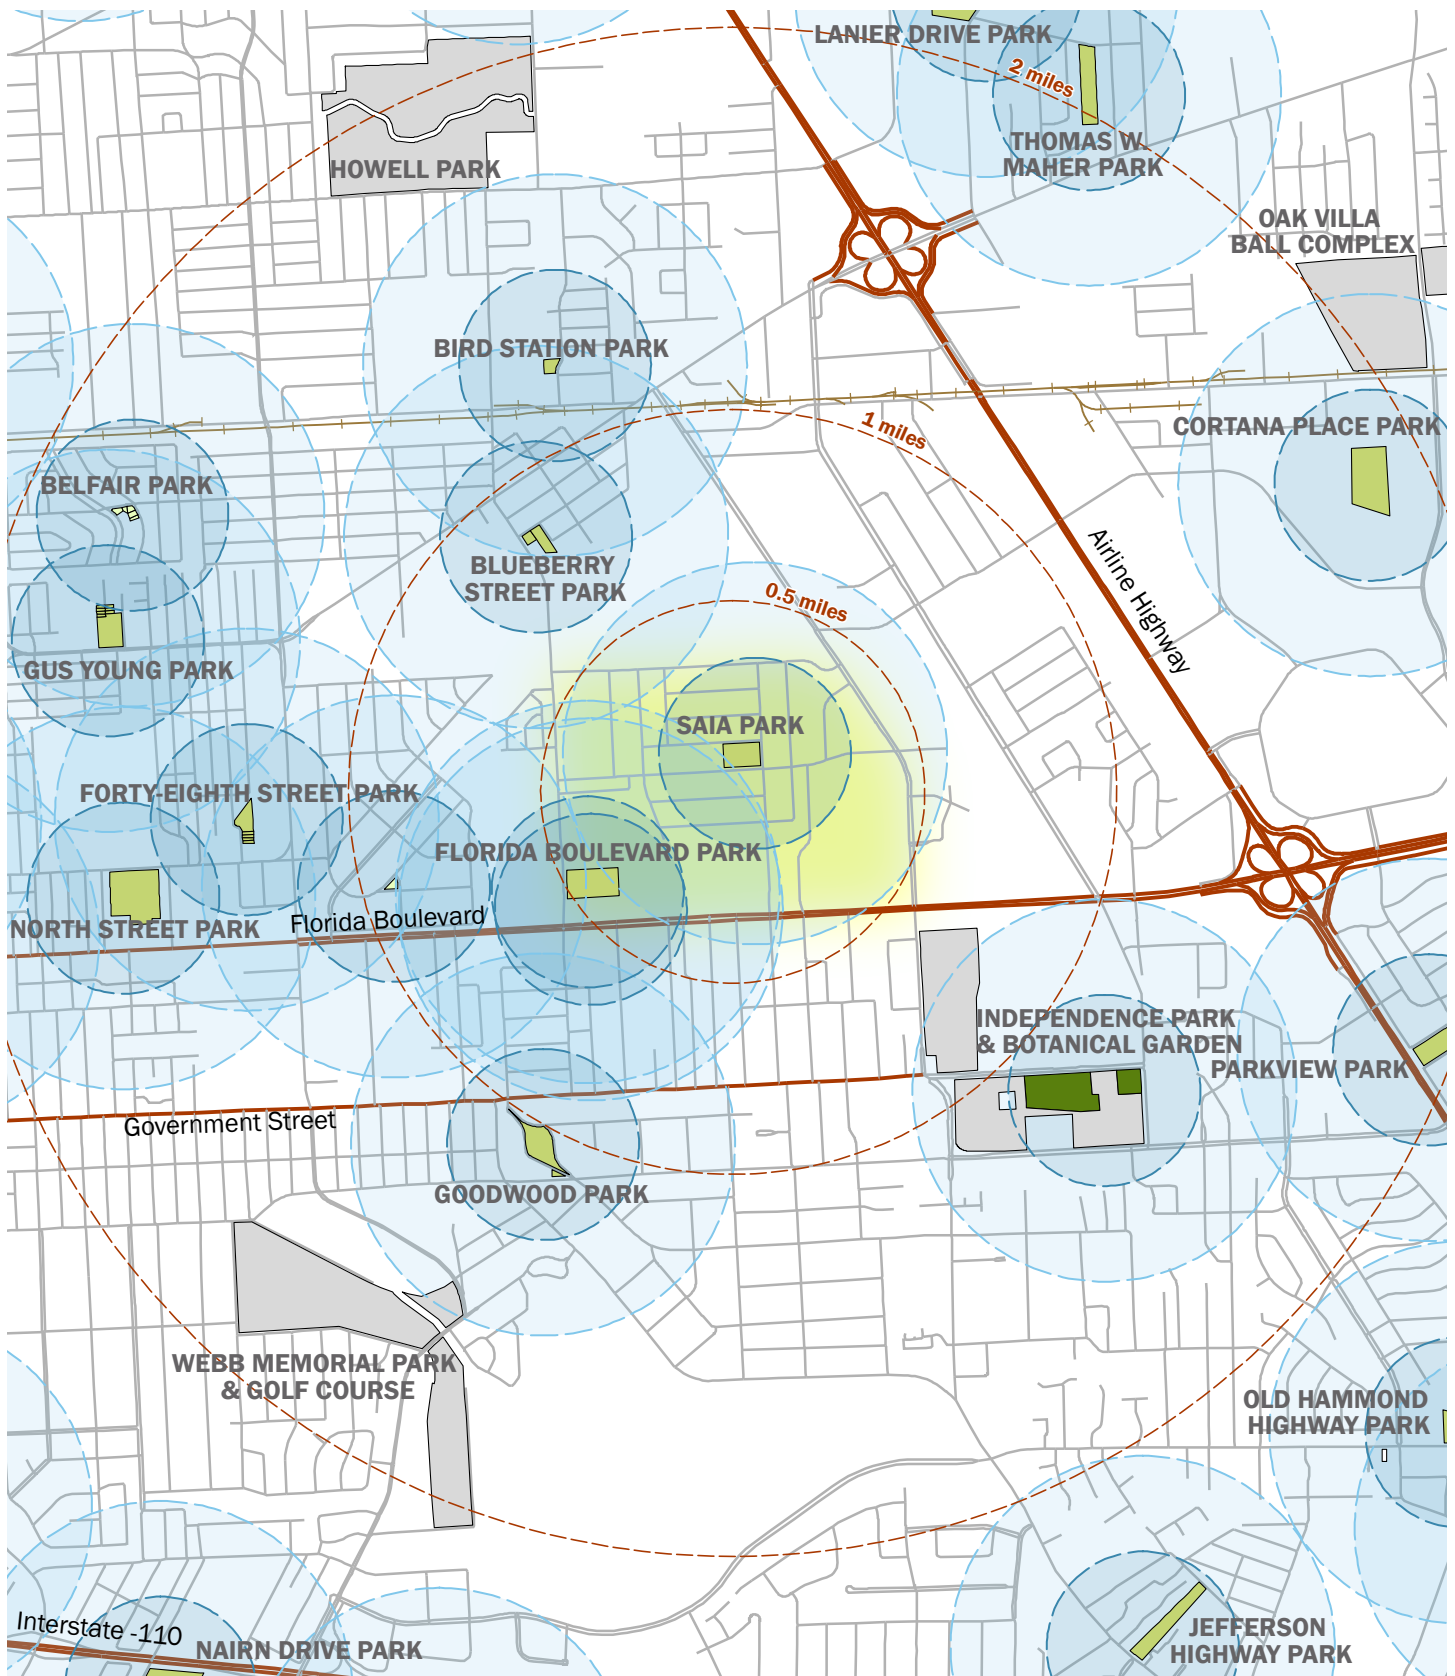 LANIER DRIVE PARK
2 miles
THOMAS W.
MAHER PARK
HOWELL PARK
OAK VILLA
BALL COMPLEX
BIRD STATION PARK
1 miles
CORTANA PLACE PARK
BELFAIR PARK
BLUEBERRY
STREET PARK
Airline Highway
0.5 miles
GUS YOUNG PARK
SAIA PARK
FORTY-EIGHTH STREET PARK
FLORIDA BOULEVARD PARK
NORTH STREET PARK
Florida Boulevard
INDEPENDENCE PARK
& BOTANICAL GARDEN
PARKVIEW PARK
Government Street
GOODWOOD PARK
WEBB MEMORIAL PARK
& GOLF COURSE
OLD HAMMOND
HIGHWAY PARK
Interstate -110
NAIRN DRIVE PARK
JEFFERSON
HIGHWAY PARK